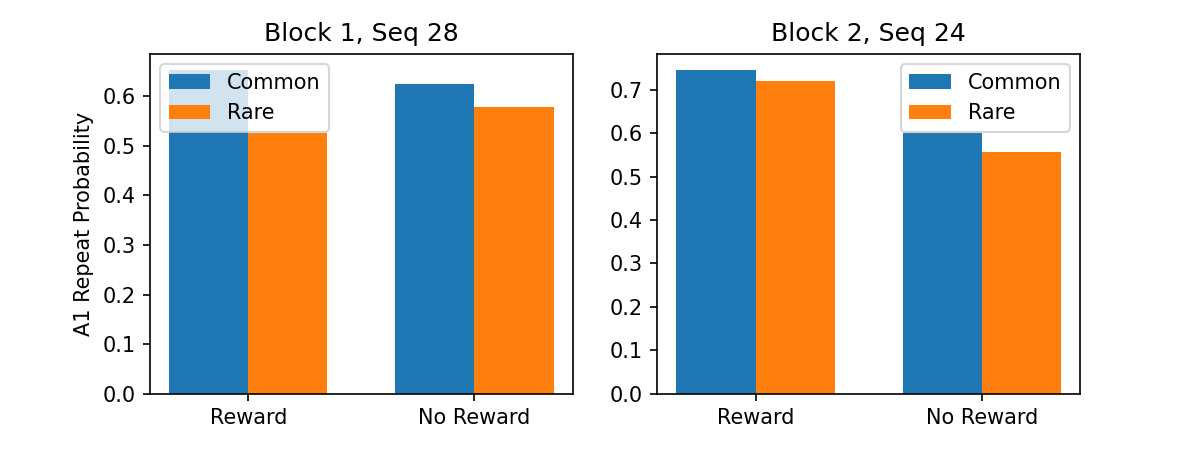 Block 1, Seq 28
A1 Repeat Probability
0.6
0.5
0.4
0.3
0.2
0.1
0.0
Common
Rare
Reward
No Reward
Block 2, Seq 24
0.7
0.6
0.5
0.4
0.3
0.2
0.1
0.0
Common
Rare
Reward
No Reward